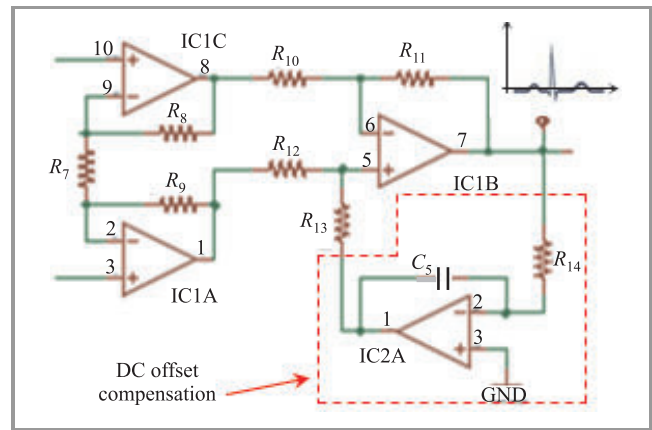 IC1C
10
8
9
R10
R11
R8
R7
R12
R9
6
7
5
IC1B
2
1
3
IC1A
R13
R14
C5
1
2
3
IC2A
GND
DC offset
compensation